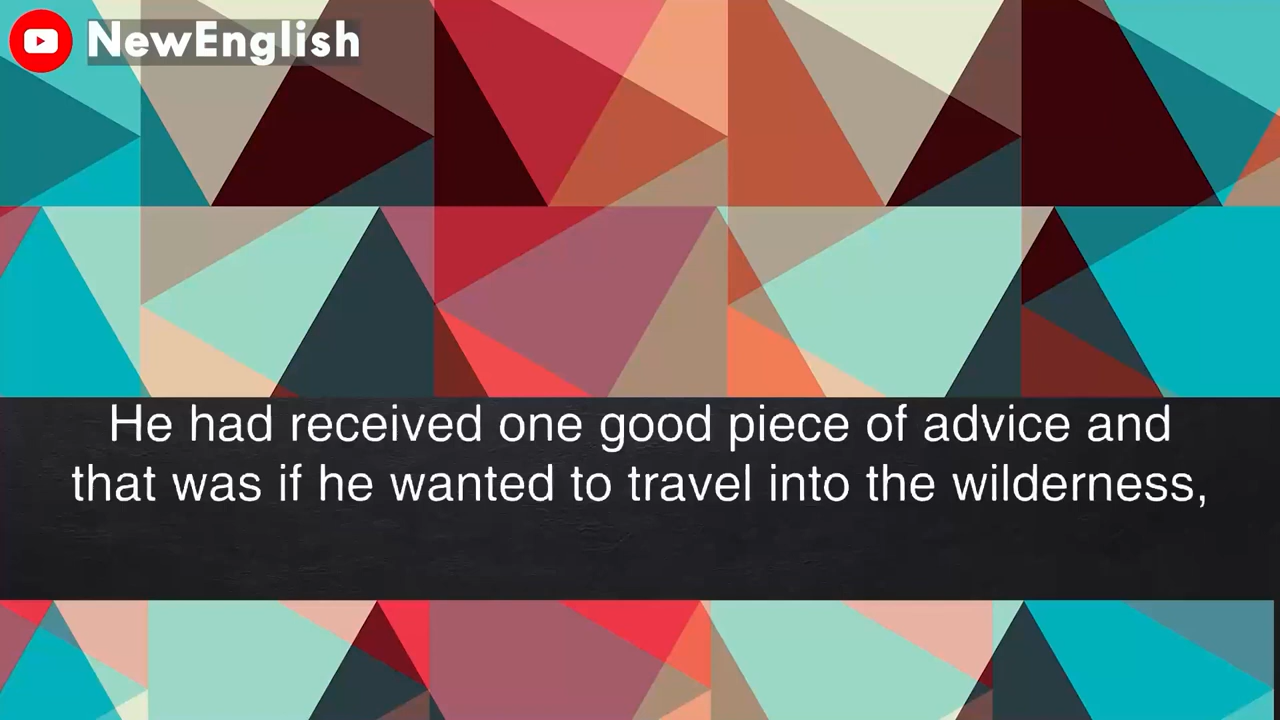 NewEnglish
He had received one good piece of advice and
that was if he wanted to travel into the wilderness,